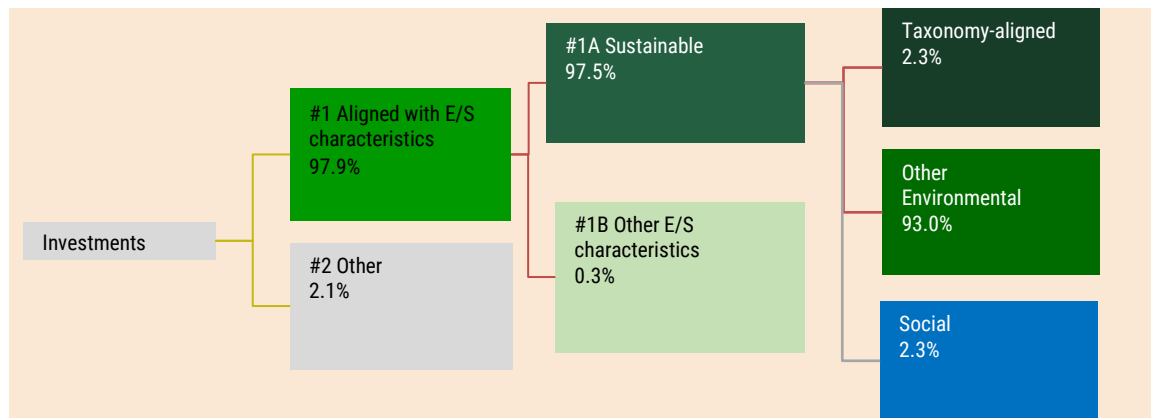 Investments
#1 Aligned with E/S
characteristics
97.9%
#2 Other
2.1%
#1A Sustainable
97.5%
#1B Other E/S
characteristics
0.3%
Taxonomy-aligned
2.3%
Other
Environmental
93.0%
Social
2.3%